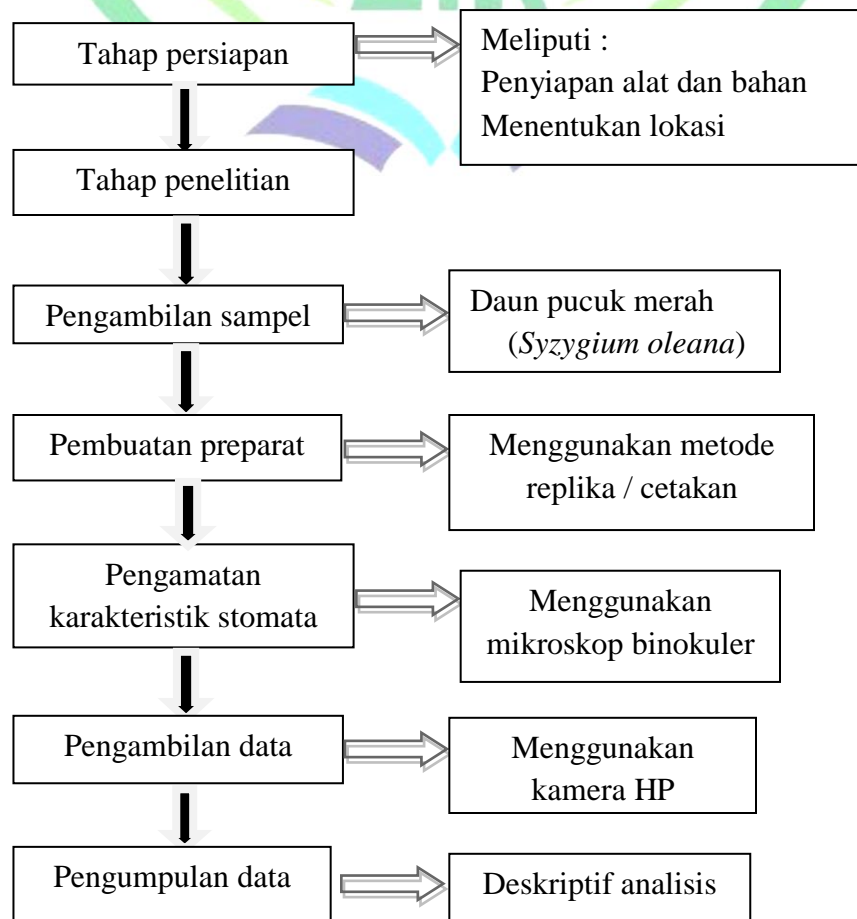 Tahap persiapan
Meliputi :
Penyiapan alat dan bahan
Menentukan lokasi
Tahap penelitian
Pengambilan sampel
Daun pucuk merah
(Syzygium oleana)
Pembuatan preparat
Menggunakan metode
replika / cetakan
Pengamatan
karakteristik stomata
Menggunakan
mikroskop binokuler
Pengambilan data
Menggunakan
kamera HP
Pengumpulan data
Deskriptif analisis